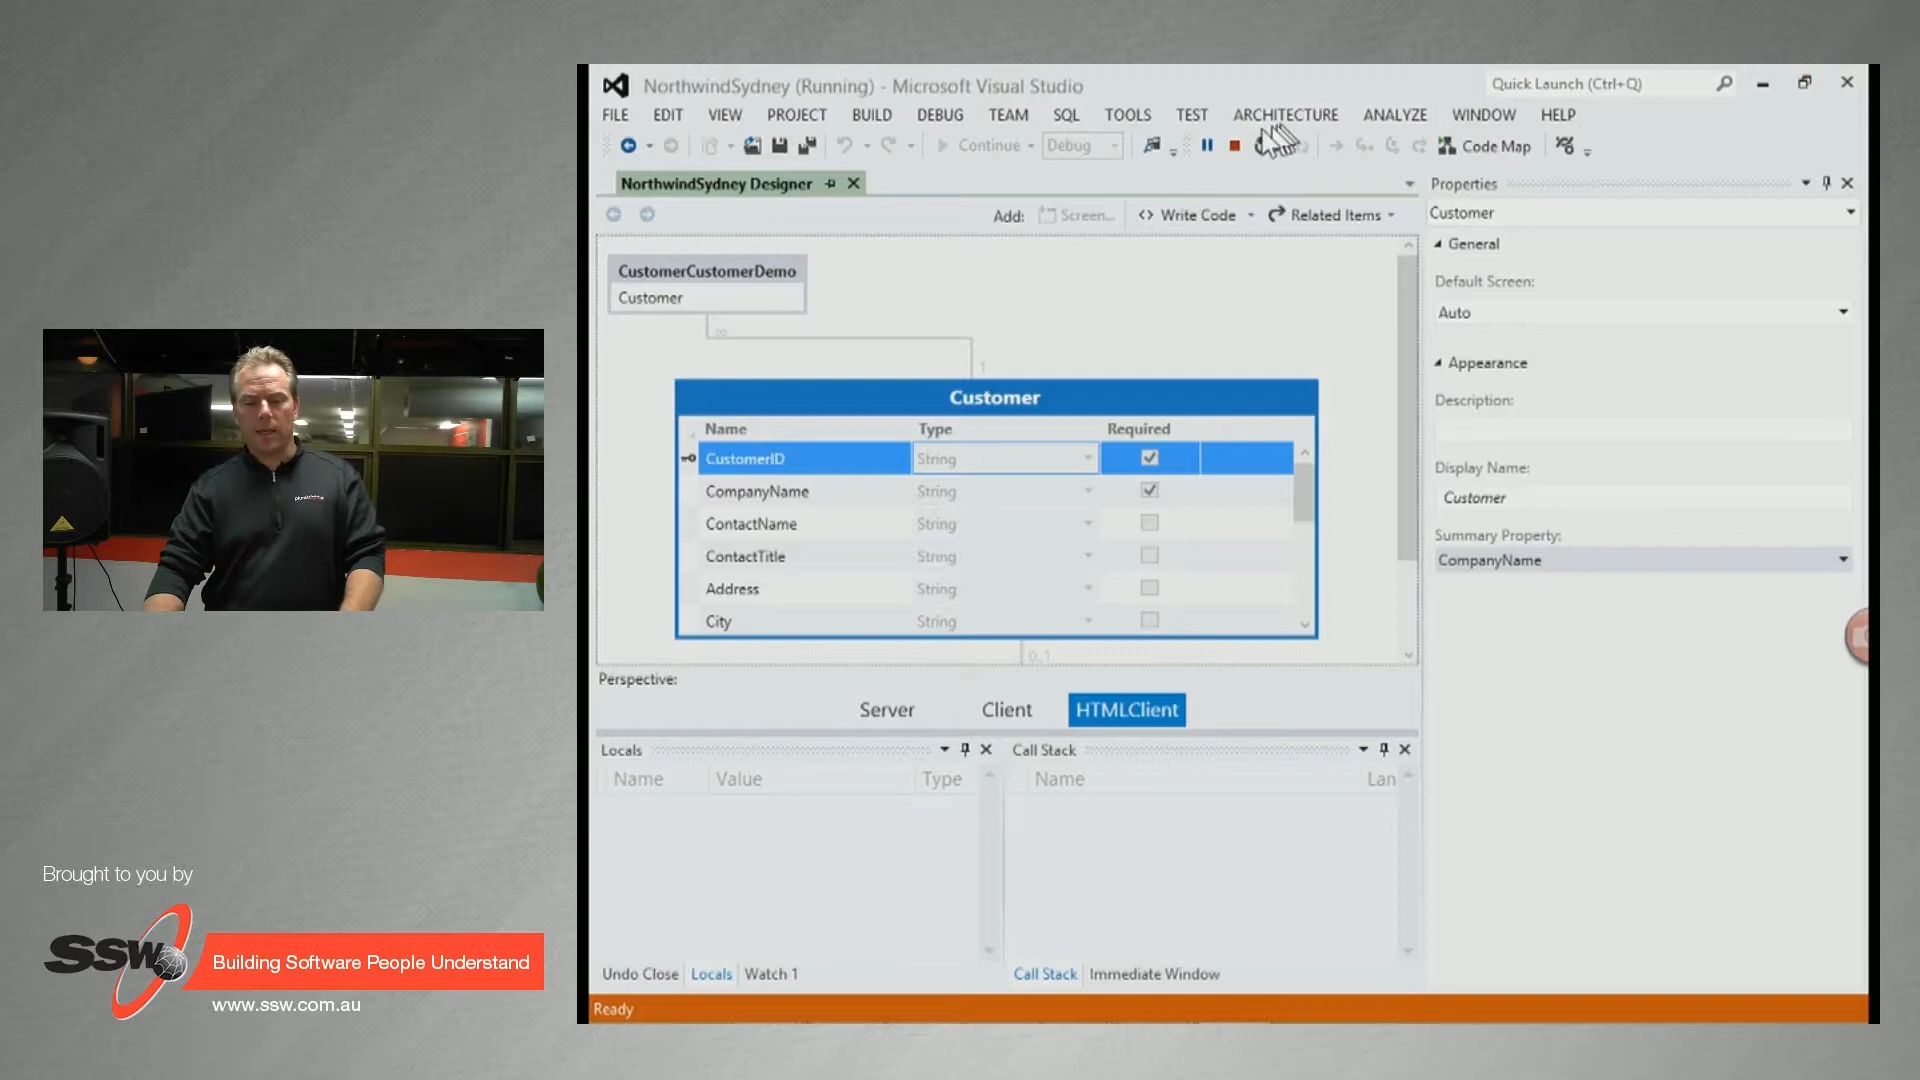 NorthwindSydney (Running) - Microsoft Visual Studio
Quick Launch (Ctrl+Q)
FILE EDIT VIEW PROJECT BUILD DEBUG TEAM SQL TOOLS TEST ARCHITECTURE ANALYZE WINDOW HELP
Continue Debug Code Map
NorthwindSydney Designer
Add: Screen... Write Code Related Items
CustomerCustomerDemo
Customer
∞
1
Customer
Name Type Required
CustomerID String
CompanyName String
ContactName String
ContactTitle String
Address String
City String
0..1
Perspective:
Server Client HTMLClient
Properties
Customer
General
Default Screen:
Auto
Appearance
Description:
Display Name:
Customer
Summary Property:
CompanyName
Locals
Name Value Type
Call Stack
Name Lan
Undo Close Locals Watch 1
Call Stack Immediate Window
Ready
Brought to you by
SSW
Building Software People Understand
www.ssw.com.au